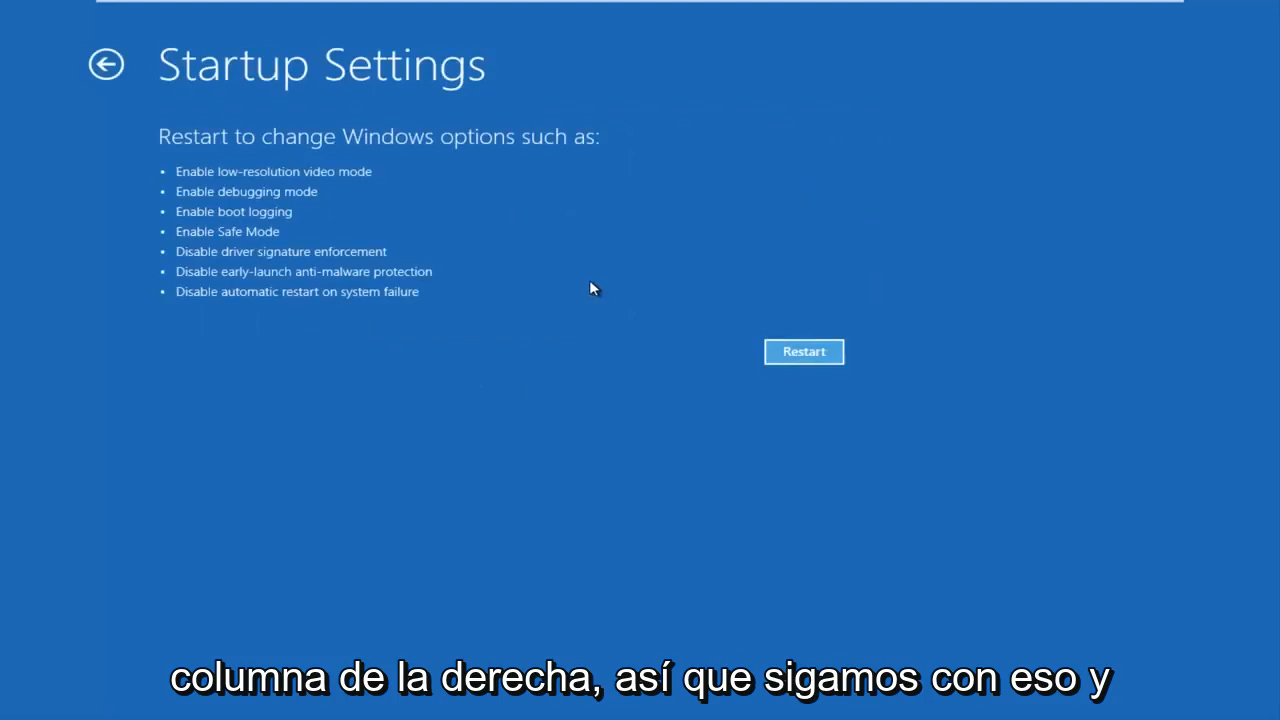 Startup Settings
Restart to change Windows options such as:
• Enable low-resolution video mode
• Enable debugging mode
• Enable boot logging
• Enable Safe Mode
• Disable driver signature enforcement
• Disable early-launch anti-malware protection
• Disable automatic restart on system failure
Restart
columna de la derecha, así que sigamos con eso y